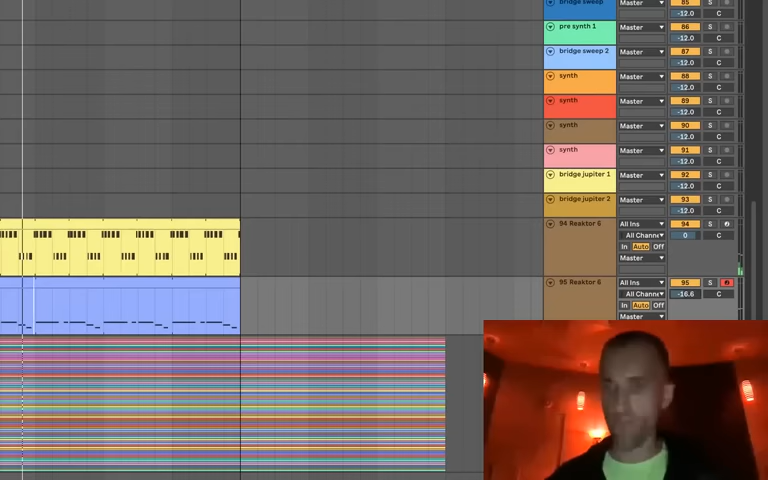 bridge sweep Master 85 S
-12.0 C
pre synth 1 Master 86 S
-12.0 C
bridge sweep 2 Master 87 S
-12.0 C
synth Master 88 S
-12.0 C
synth Master 89 S
-12.0 C
synth Master 90 S
-12.0 C
synth Master 91 S
-12.0 C
bridge jupiter 1 Master 92 S
-12.0 C
bridge jupiter 2 Master 93 S
-12.0 C
94 Reaktor 6 All Ins 94 S
All Chann 0 C
In Auto Off
Master
95 Reaktor 6 All Ins 95 S
All Chann -16.6 C
In Auto Off
Master